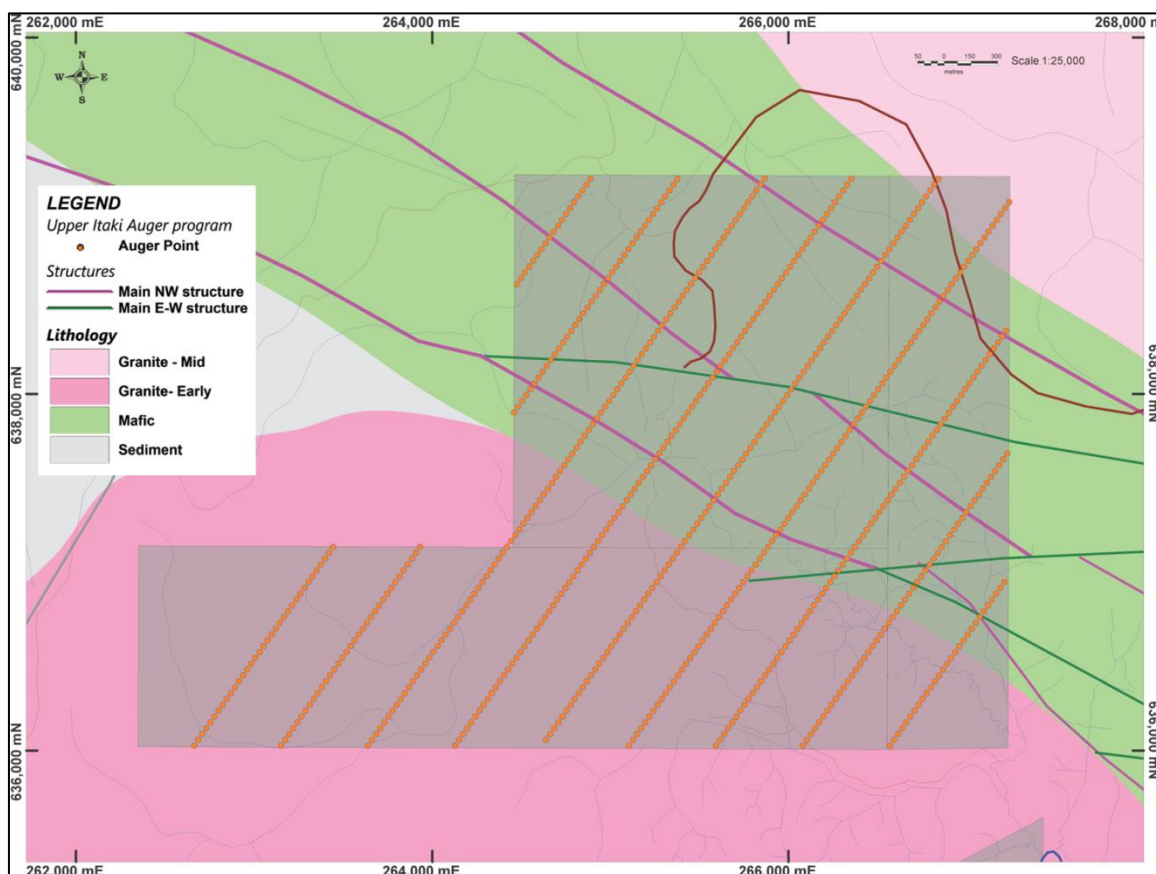 262,000 mE
264,000 mE
266,000 mE
268,000 mE
640,000 mN
N
W E
S
50 0 150 300
metres
Scale 1:25,000
LEGEND
Upper Itaki Auger program
Auger Point
Structures
Main NW structure
Main E-W structure
Lithology
Granite - Mid
Granite- Early
Mafic
Sediment
638,000 mN
638,000 mN
636,000 mN
636,000 mN
262,000 mE
264,000 mE
266,000 mE